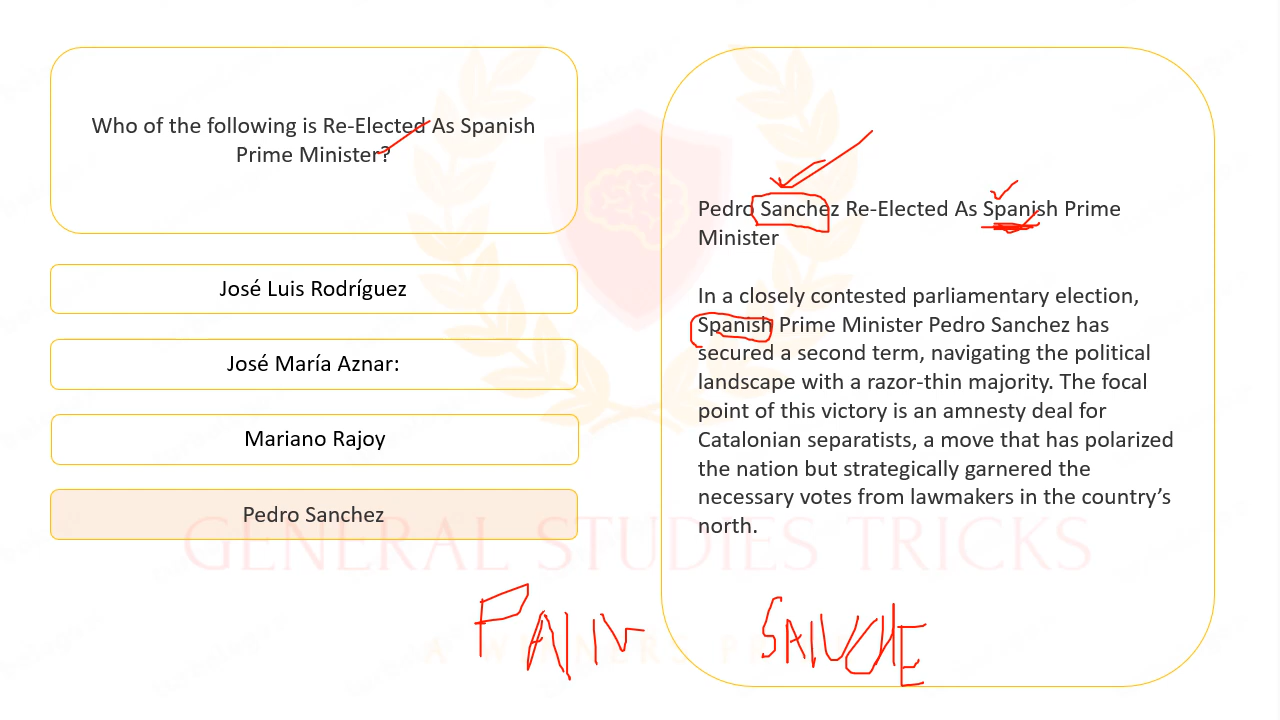 Who of the following is Re-Elected As Spanish
Prime Minister?
José Luis Rodríguez
José María Aznar:
Mariano Rajoy
Pedro Sanchez
Pedro Sanchez Re-Elected As Spanish Prime
Minister
In a closely contested parliamentary election,
Spanish Prime Minister Pedro Sanchez has
secured a second term, navigating the political
landscape with a razor-thin majority. The focal
point of this victory is an amnesty deal for
Catalonian separatists, a move that has polarized
the nation but strategically garnered the
necessary votes from lawmakers in the country’s
north.
GENERAL STUDIES TRICKS
PAIN SANCHE